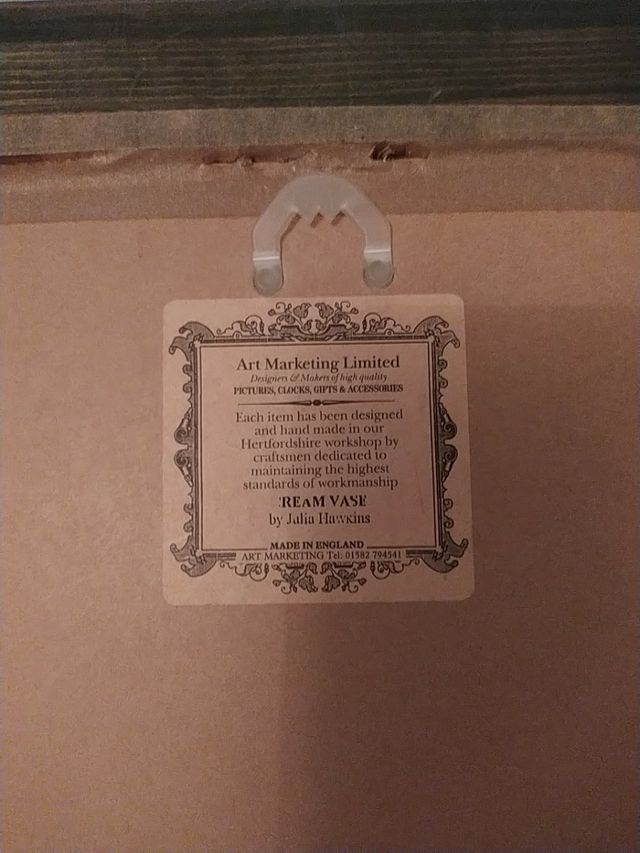 Art Marketing Limited
Designers & Makers of high quality
PICTURES, CLOCKS, GIFTS & ACCESSORIES
Each item has been designed
and hand made in our
Hertfordshire workshop by
craftsmen dedicated to
maintaining the highest
standards of workmanship
REAM VASE
by Julia Hawkins
MADE IN ENGLAND
ART MARKETING Tel: 01582 794541